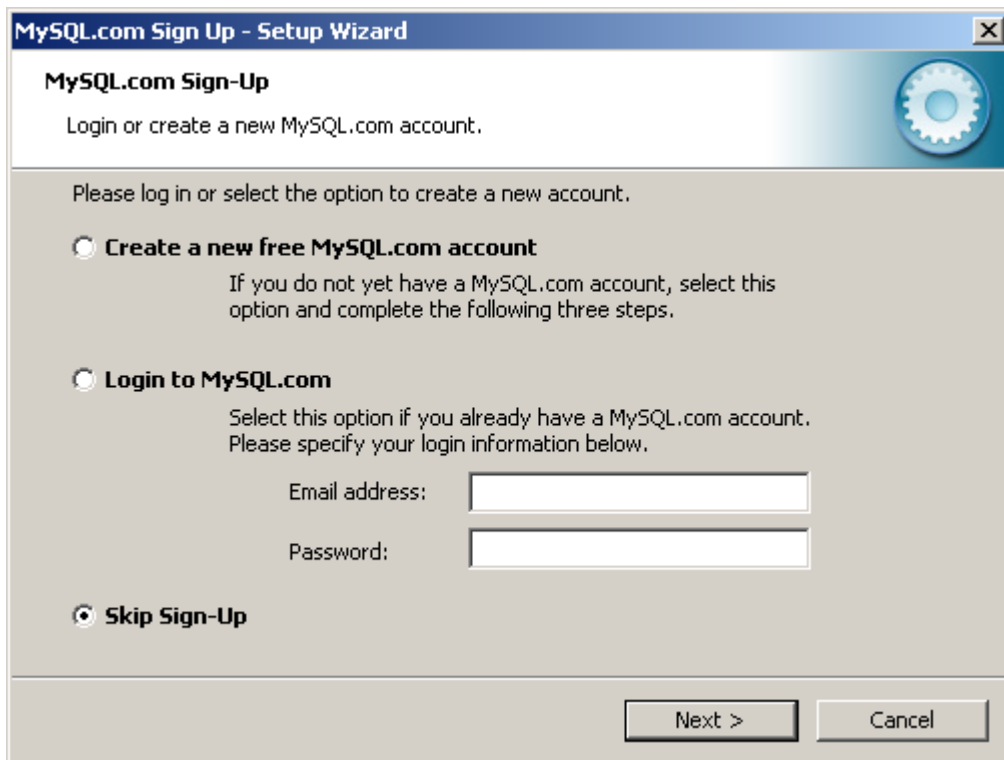 MySQL.com Sign Up - Setup Wizard
MySQL.com Sign-Up
Login or create a new MySQL.com account.
Please log in or select the option to create a new account.
Create a new free MySQL.com account
If you do not yet have a MySQL.com account, select this
option and complete the following three steps.
Login to MySQL.com
Select this option if you already have a MySQL.com account.
Please specify your login information below.
Email address:
Password:
Skip Sign-Up
Next >
Cancel